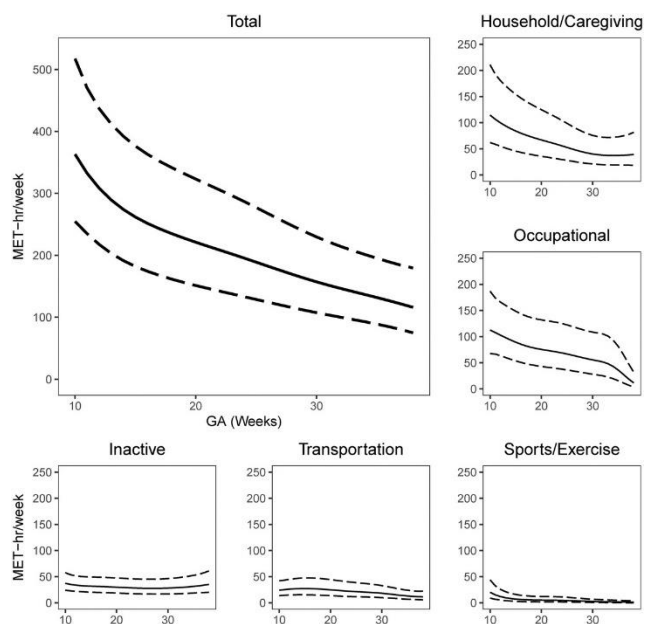 Total
500
400
300
200
100
0
MET−hr/week
10 20 30
GA (Weeks)
Household/Caregiving
250
200
150
100
50
0
10 20 30
Occupational
250
200
150
100
50
0
10 20 30
Inactive
250
200
150
100
50
0
MET−hr/week
10 20 30
Transportation
250
200
150
100
50
0
10 20 30
Sports/Exercise
250
200
150
100
50
0
10 20 30